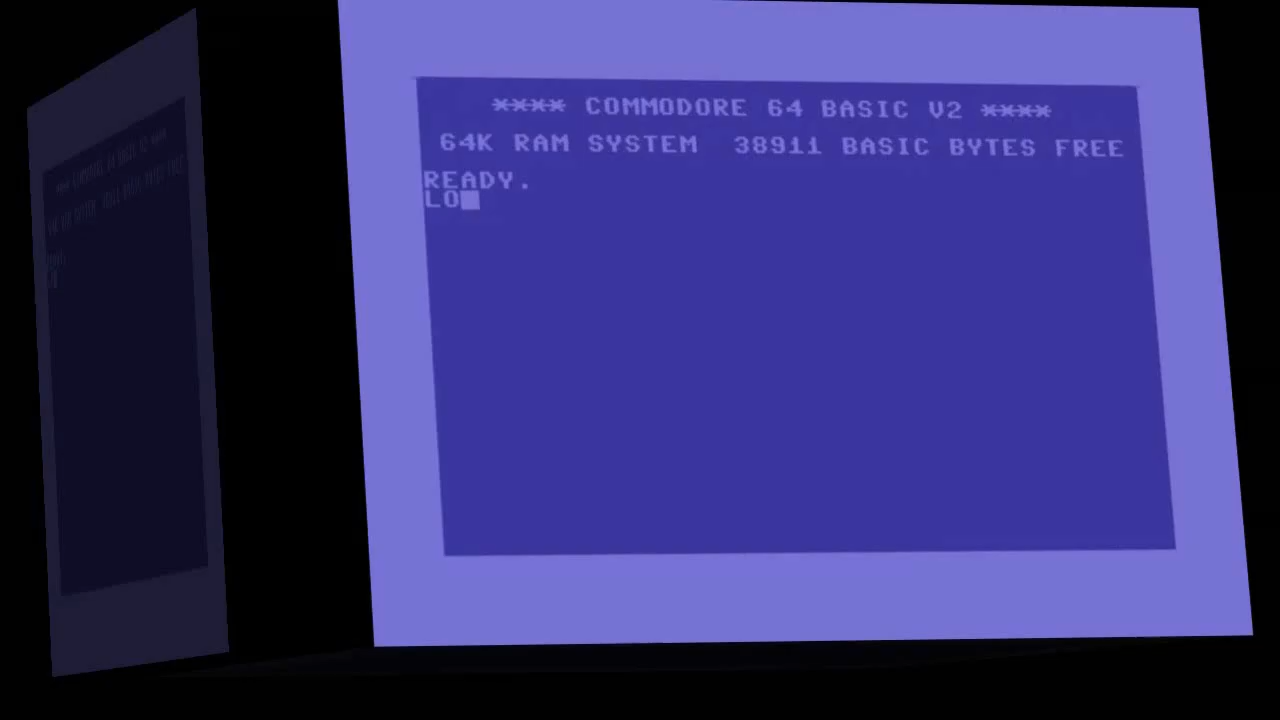 **** COMMODORE 64 BASIC V2 ****
64K RAM SYSTEM  38911 BASIC BYTES FREE
READY.
LO